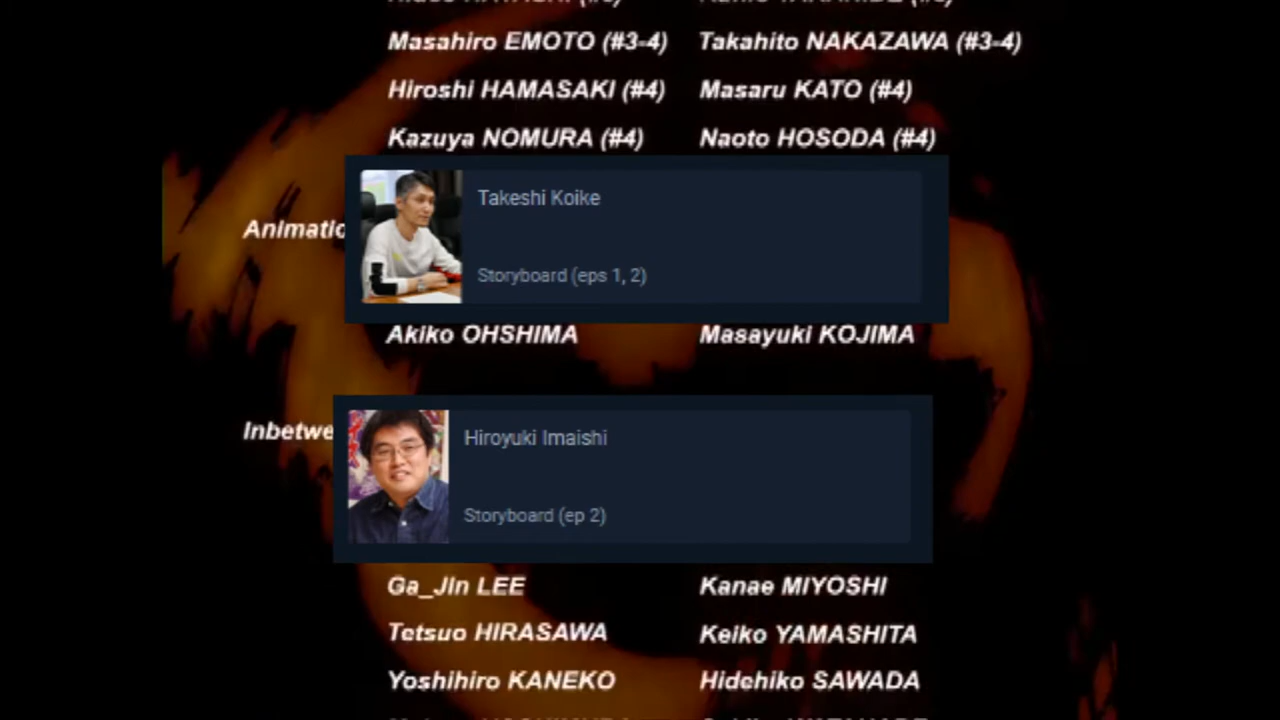 Masahiro EMOTO (#3-4) Takahito NAKAZAWA (#3-4)
Hiroshi HAMASAKI (#4) Masaru KATO (#4)
Kazuya NOMURA (#4) Naoto HOSODA (#4)
Takeshi Koike
Animatio
Storyboard (eps 1, 2)
Akiko OHSHIMA Masayuki KOJIMA
Inbetwe
Hiroyuki Imaishi
Storyboard (ep 2)
Ga_JIn LEE Kanae MIYOSHI
Tetsuo HIRASAWA Keiko YAMASHITA
Yoshihiro KANEKO Hidehiko SAWADA